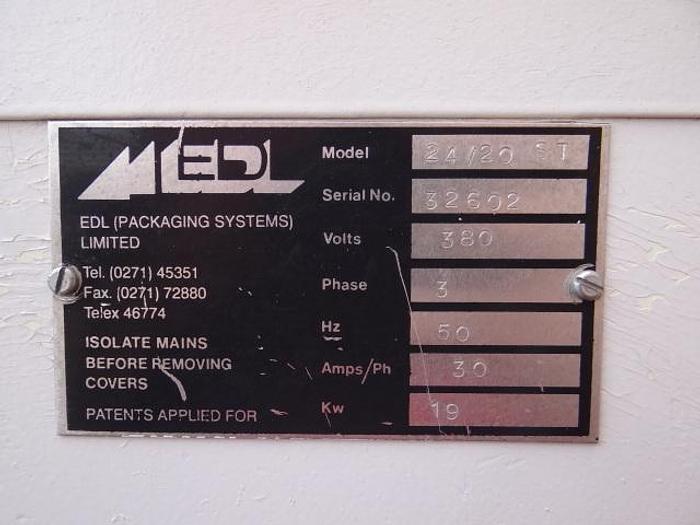 MEDL
EDL (PACKAGING SYSTEMS)
LIMITED
Tel. (0271) 45351
Fax. (0271) 72880
Telex 46774
ISOLATE MAINS
BEFORE REMOVING
COVERS
PATENTS APPLIED FOR
Model 24/20 ST
Serial No. 32602
Volts 380
Phase 3
Hz 50
Amps/Ph 30
Kw 19